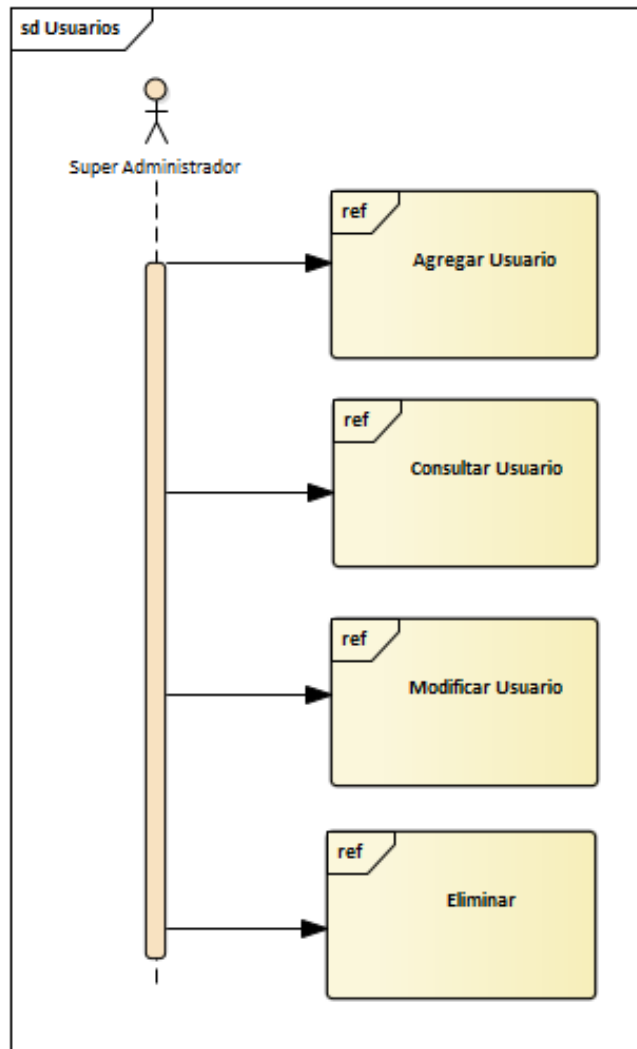 sd Usuarios
Super Administrador
ref
Agregar Usuario
ref
Consultar Usuario
ref
Modificar Usuario
ref
Eliminar